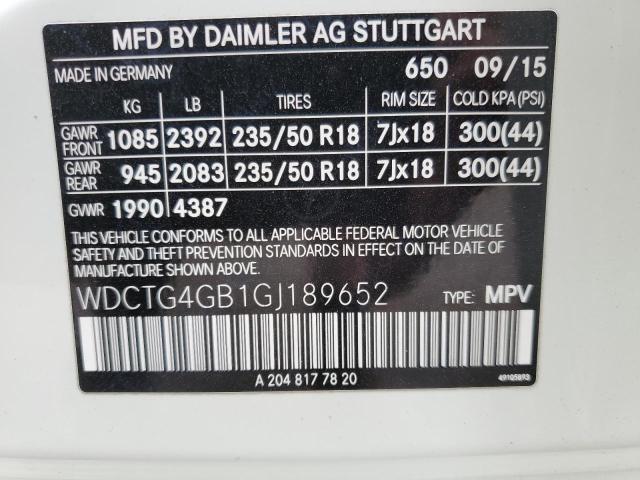 MFD BY DAIMLER AG STUTTGART
MADE IN GERMANY 650 09/15
KG LB TIRES RIM SIZE COLD KPA(PSI)
GAWR FRONT 1085 2392 235/50 R18 7Jx18 300(44)
GAWR REAR 945 2083 235/50 R18 7Jx18 300(44)
GVWR 1990 4387
THIS VEHICLE CONFORMS TO ALL APPLICABLE FEDERAL MOTOR VEHICLE
SAFETY AND THEFT PREVENTION STANDARDS IN EFFECT ON THE DATE OF
MANUFACTURE SHOWN ABOVE.
WDCTG4GB1GJ189652 TYPE: MPV
A 204 817 78 20 49105893